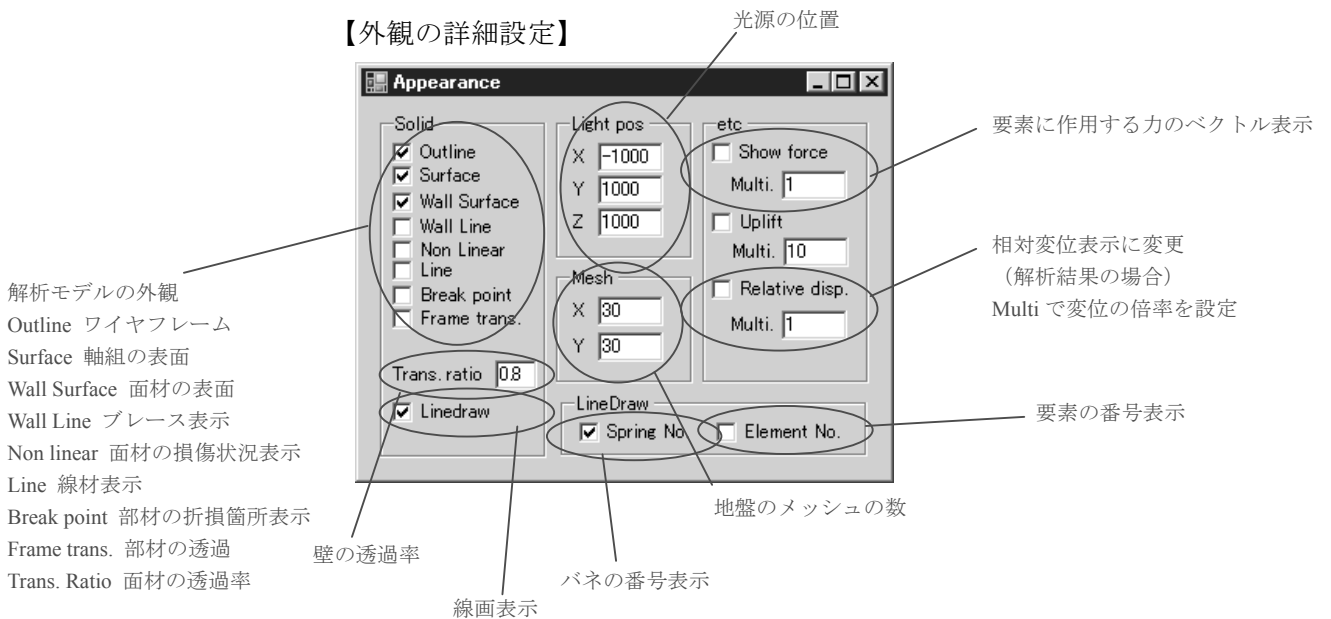 【外観の詳細設定】
光源の位置
Appearance
Solid
Outline
Surface
Wall Surface
Wall Line
Non Linear
Line
Break point
Frame trans.
Trans. ratio 0.8
Linedraw
Light pos
X -1000
Y 1000
Z 1000
Mesh
X 30
Y 30
etc
Show force
Multi. 1
Uplift
Multi. 10
Relative disp.
Multi. 1
LineDraw
Spring No
Element No.
要素に作用する力のベクトル表示
相対変位表示に変更
（解析結果の場合）
Multi で変位の倍率を設定
要素の番号表示
地盤のメッシュの数
バネの番号表示
線画表示
壁の透過率
解析モデルの外観
Outline ワイヤフレーム
Surface 軸組の表面
Wall Surface 面材の表面
Wall Line ブレース表示
Non linear 面材の損傷状況表示
Line 線材表示
Break point 部材の折損箇所表示
Frame trans. 部材の透過
Trans. Ratio 面材の透過率